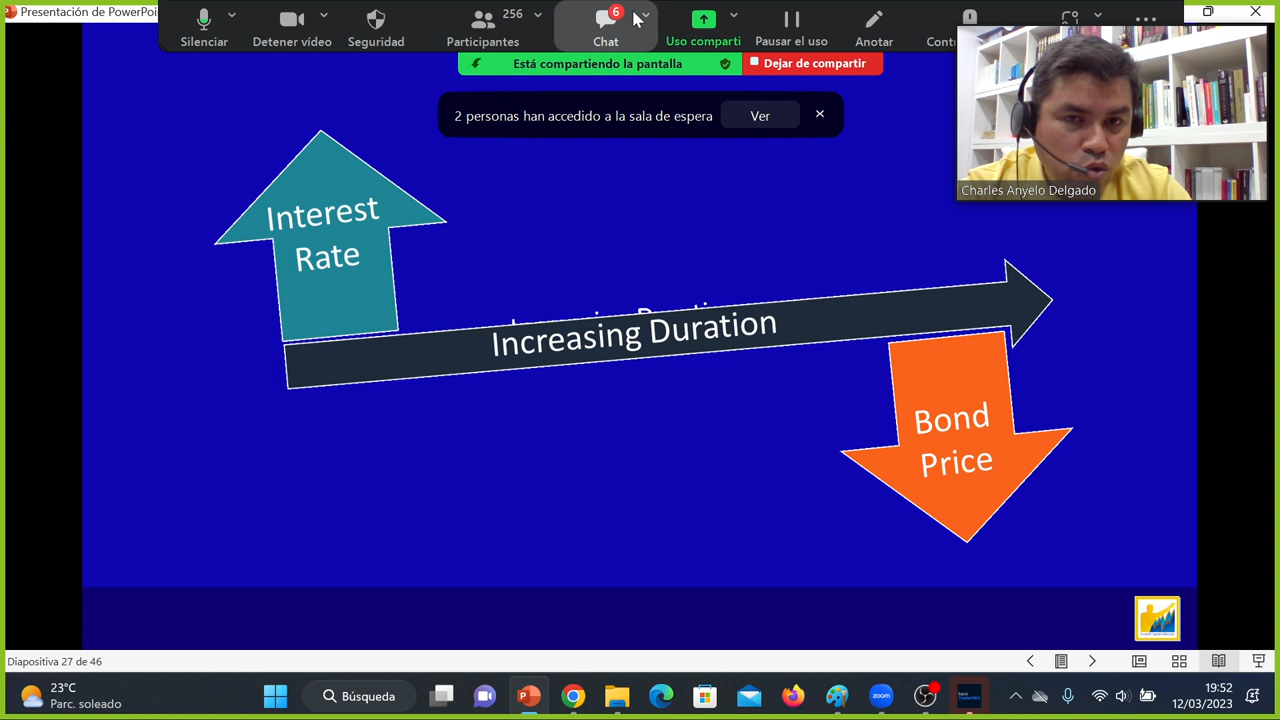 Presentación de PowerPoi
256
6
Silenciar
Detener vídeo
Seguridad
Participantes
Chat
Uso comparti
Pausar el uso
Anotar
Está compartiendo la pantalla
Dejar de compartir
2 personas han accedido a la sala de espera
Ver
Charles Anyelo Delgado
Interest
Rate
Increasing Duration
Bond
Price
Diapositiva 27 de 46
23°C
Parc. soleado
Búsqueda
zoom
19:52
12/03/2023